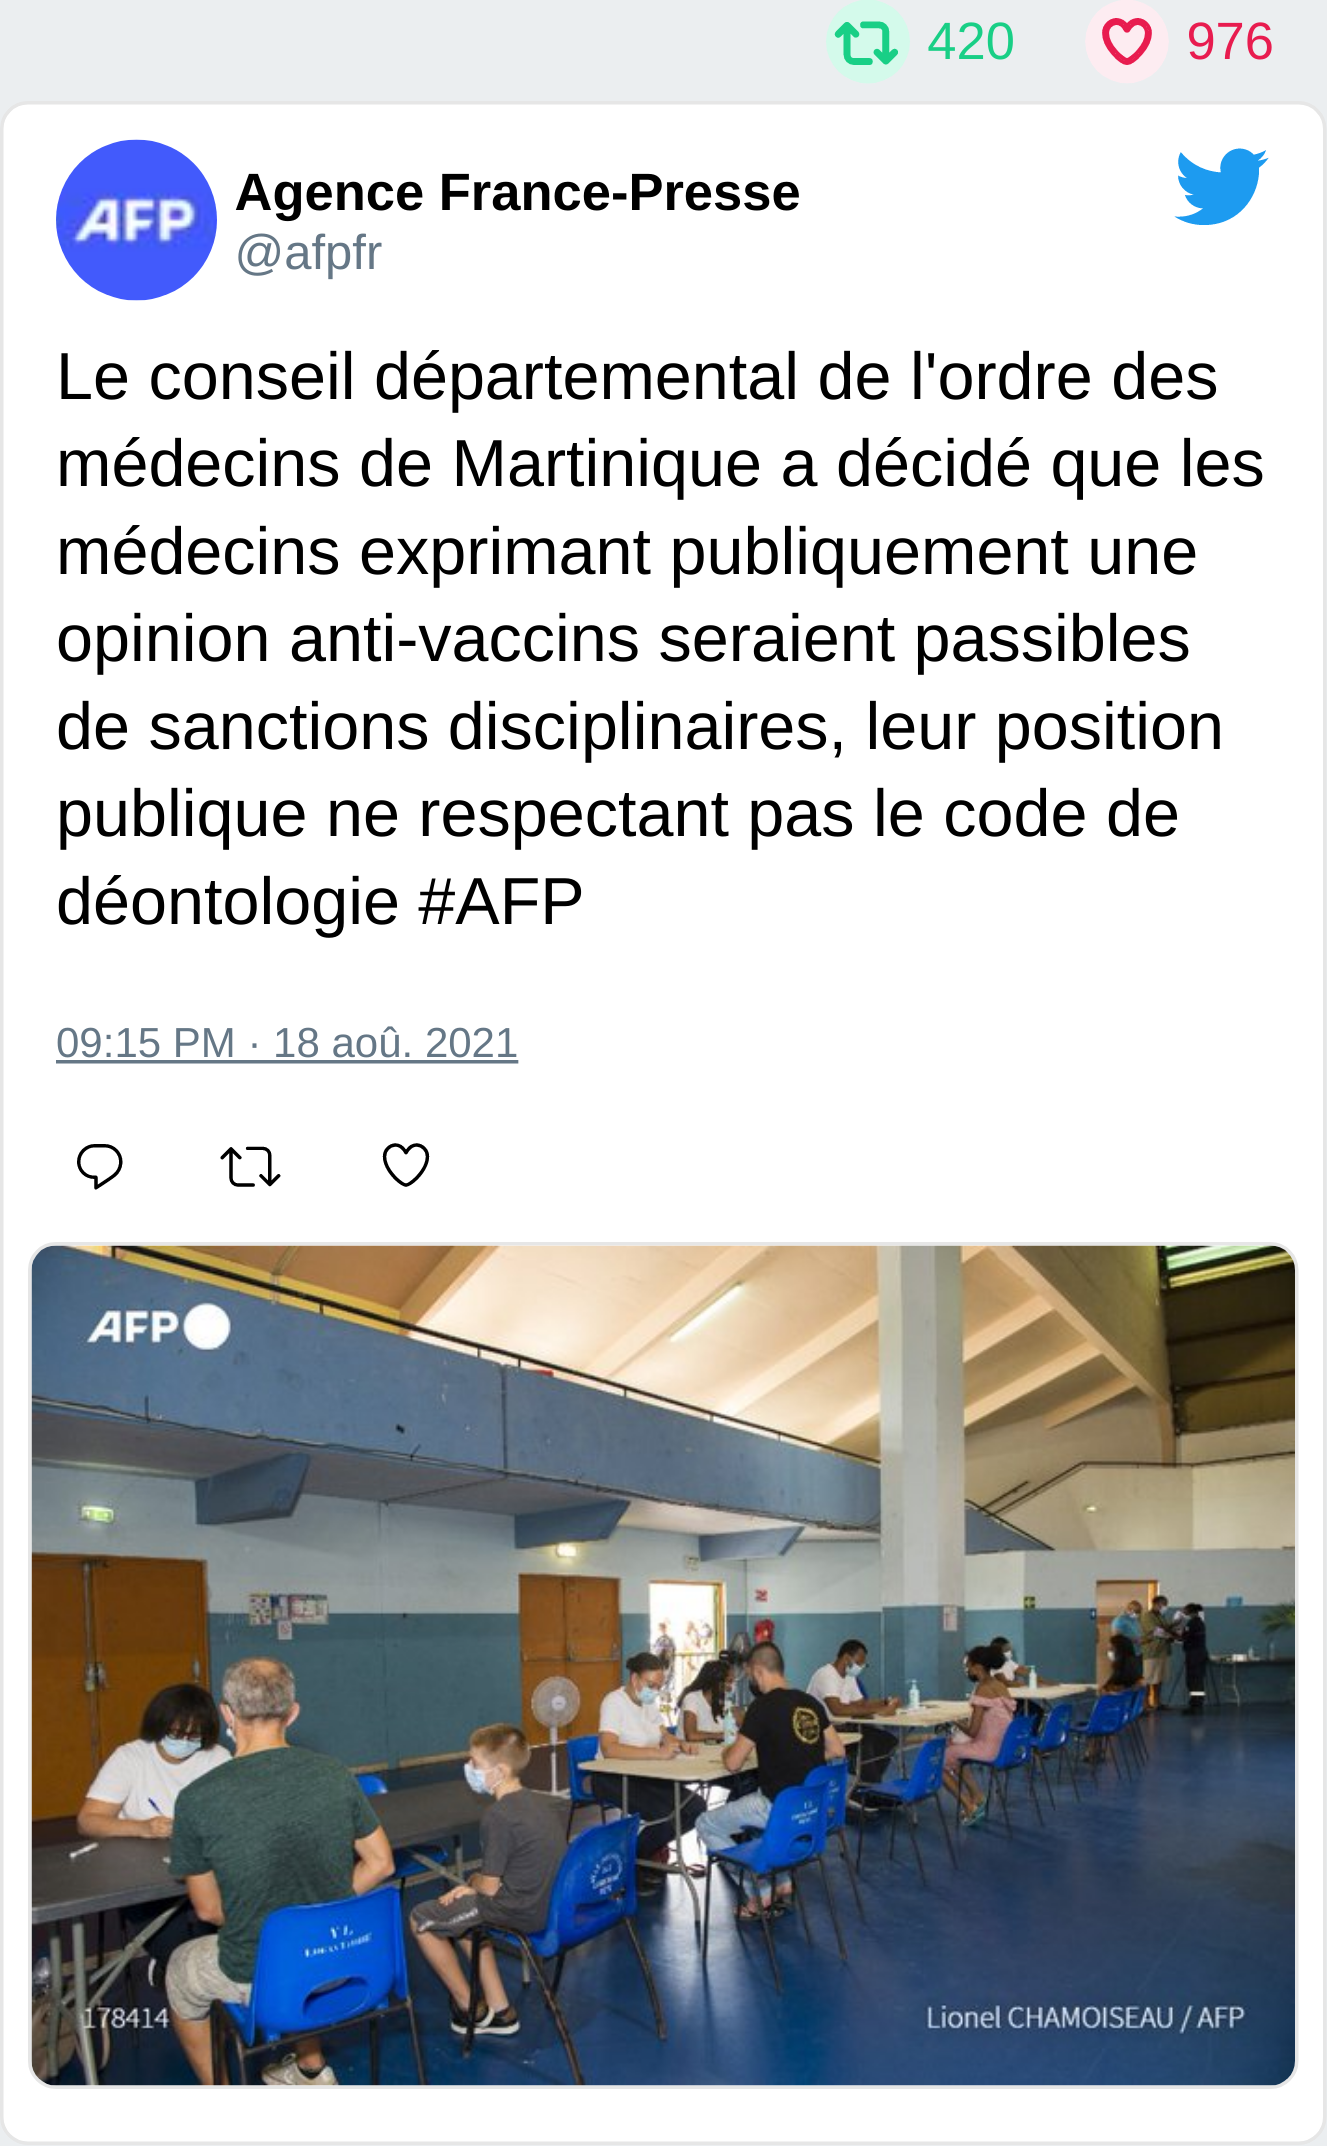 420 976
AFP
Agence France-Presse
@afpfr
Le conseil départemental de l'ordre des
médecins de Martinique a décidé que les
médecins exprimant publiquement une
opinion anti-vaccins seraient passibles
de sanctions disciplinaires, leur position
publique ne respectant pas le code de
déontologie #AFP
09:15 PM · 18 aoû. 2021
AFP
178414
Lionel CHAMOISEAU / AFP